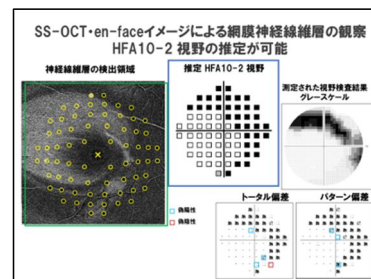 SS-OCT・en-faceイメージによる網膜神経線維層の観察
HFA10-2 視野の推定が可能
神経線維層の検出領域
推定 HFA10-2 視野
測定された視野検査結果
グレースケール
トータル偏差
パターン偏差
偽陽性
偽陰性